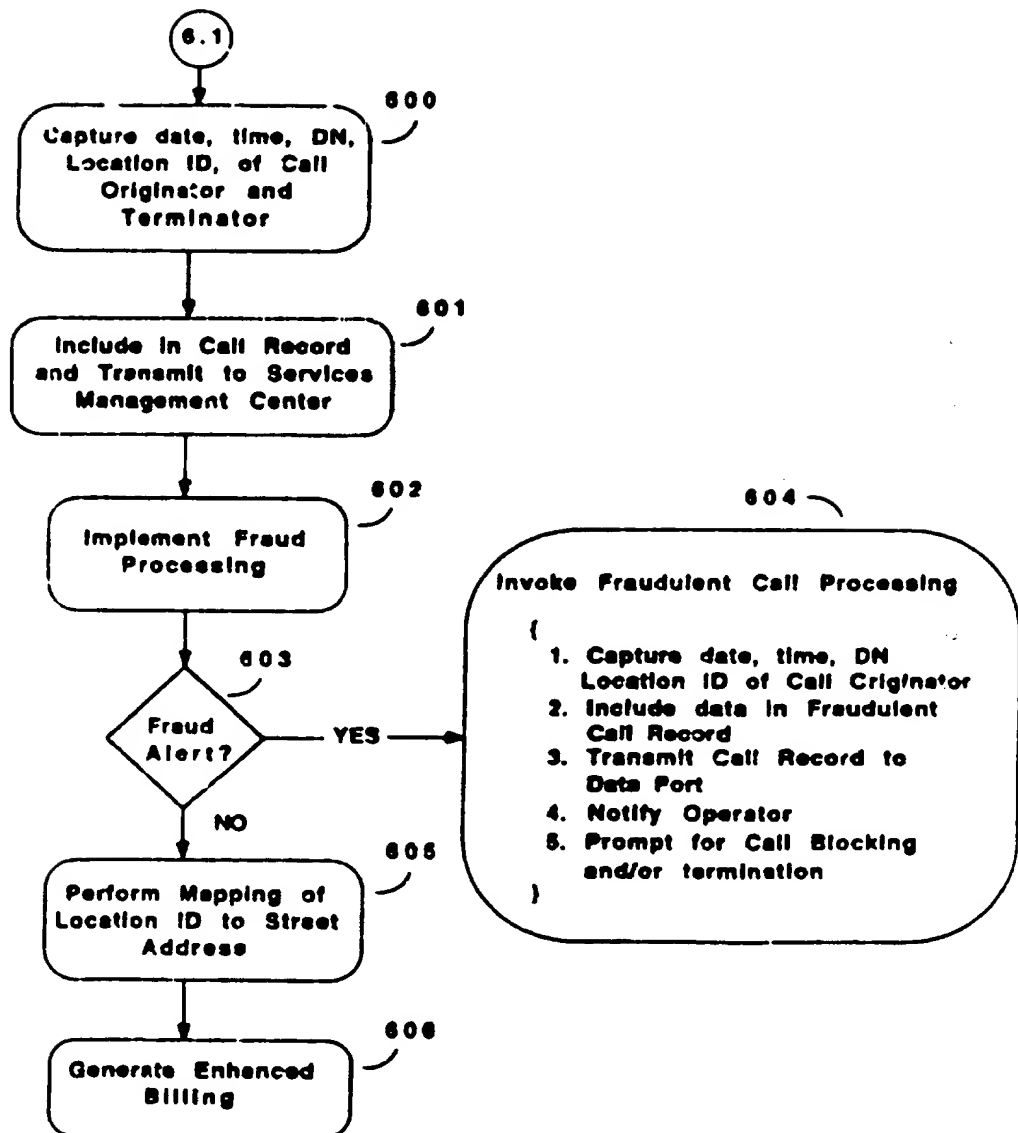 6.1
600
Capture date, time, DN,
Location ID, of Call
Originator and
Terminator
601
Include in Call Record
and Transmit to Services
Management Center
602
Implement Fraud
Processing
603
Fraud
Alert?
YES
NO
604
Invoke Fraudulent Call Processing
{
1. Capture date, time, DN
Location ID of Call Originator
2. Include data in Fraudulent
Call Record
3. Transmit Call Record to
Data Port
4. Notify Operator
5. Prompt for Call Blocking
and/or termination
}
605
Perform Mapping of
Location ID to Street
Address
606
Generate Enhanced
Billing